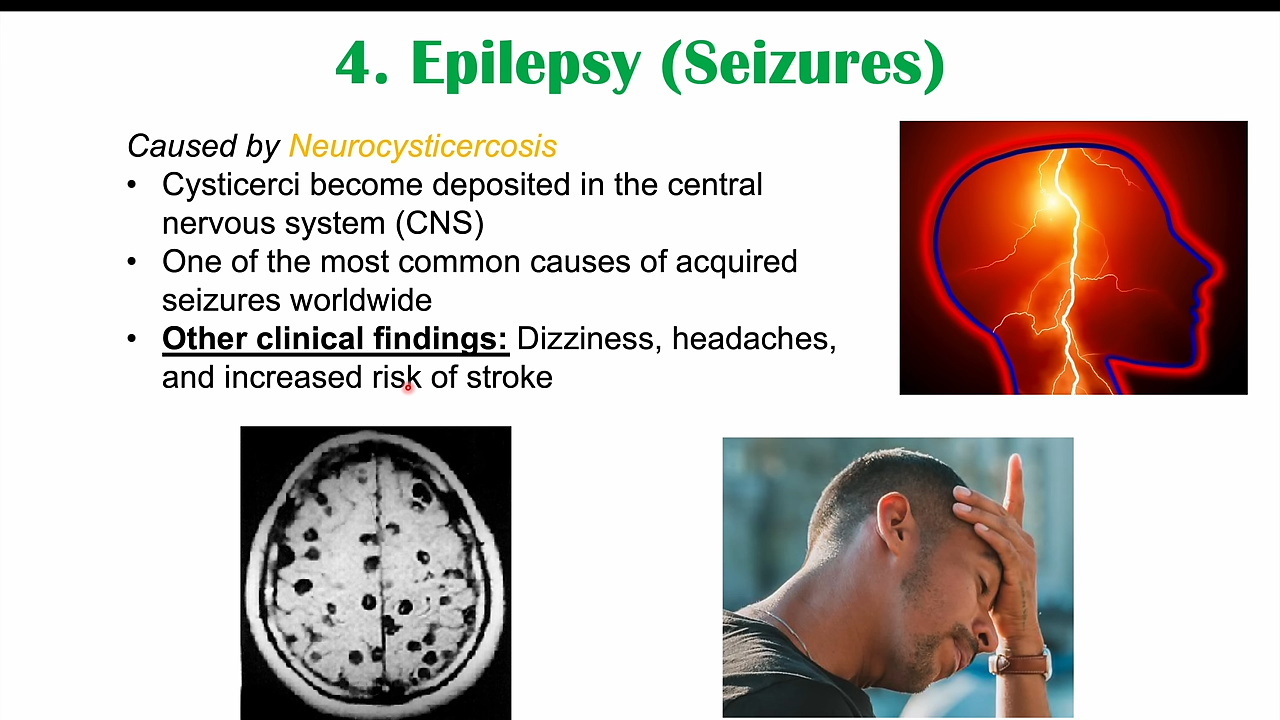 4. Epilepsy (Seizures)
Caused by Neurocysticercosis
• Cysticerci become deposited in the central
nervous system (CNS)
• One of the most common causes of acquired
seizures worldwide
• Other clinical findings: Dizziness, headaches,
and increased risk of stroke